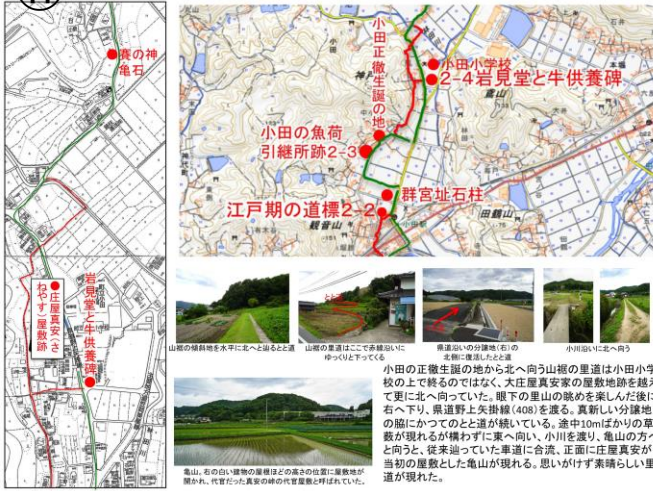 賽の神
亀石
庄屋真安・さ
ねやすご屋敷跡
岩見堂と牛供養碑
小田正徹生誕の地
小田小学校
2-4岩見堂と牛供養碑
小田の魚荷
引継所跡2-3
群宮址石柱
江戸期の道標2-2
観音山
田鶴山
小田駅
山裾の傾斜地を水平に北へと辿るとと道
山裾の里道はここで赤線沿いに
ゆっくりと下ってくる
県道沿いの分譲地(右)の
北側に復活したとと道
小川沿いに北へ向う
小田の正徹生誕の地から北へ向う山裾の里道は小田小学
校の上で終るのではなく、大庄屋真安家の屋敷地跡を越え
て更に北へ向っていた。眼下の里山の眺めを楽しんだ後に
右へ下り、県道野上矢掛線(408)を渡る。真新しい分譲地
の脇にかつてのとと道が続いている。途中10mばかりの草
薮が現れるが構わずに東へ向い、小川を渡り、亀山の方へ
と向うと、従来辿っていた車道に合流、正面に庄屋真安が
当初の屋敷とした亀山が現れる。思いがけず素晴らしい里
道が現れた。
亀山。右の白い建物の屋根ほどの高さの位置に屋敷地が
開かれ、代官だった真安の峠の代官屋敷と呼ばれていた。